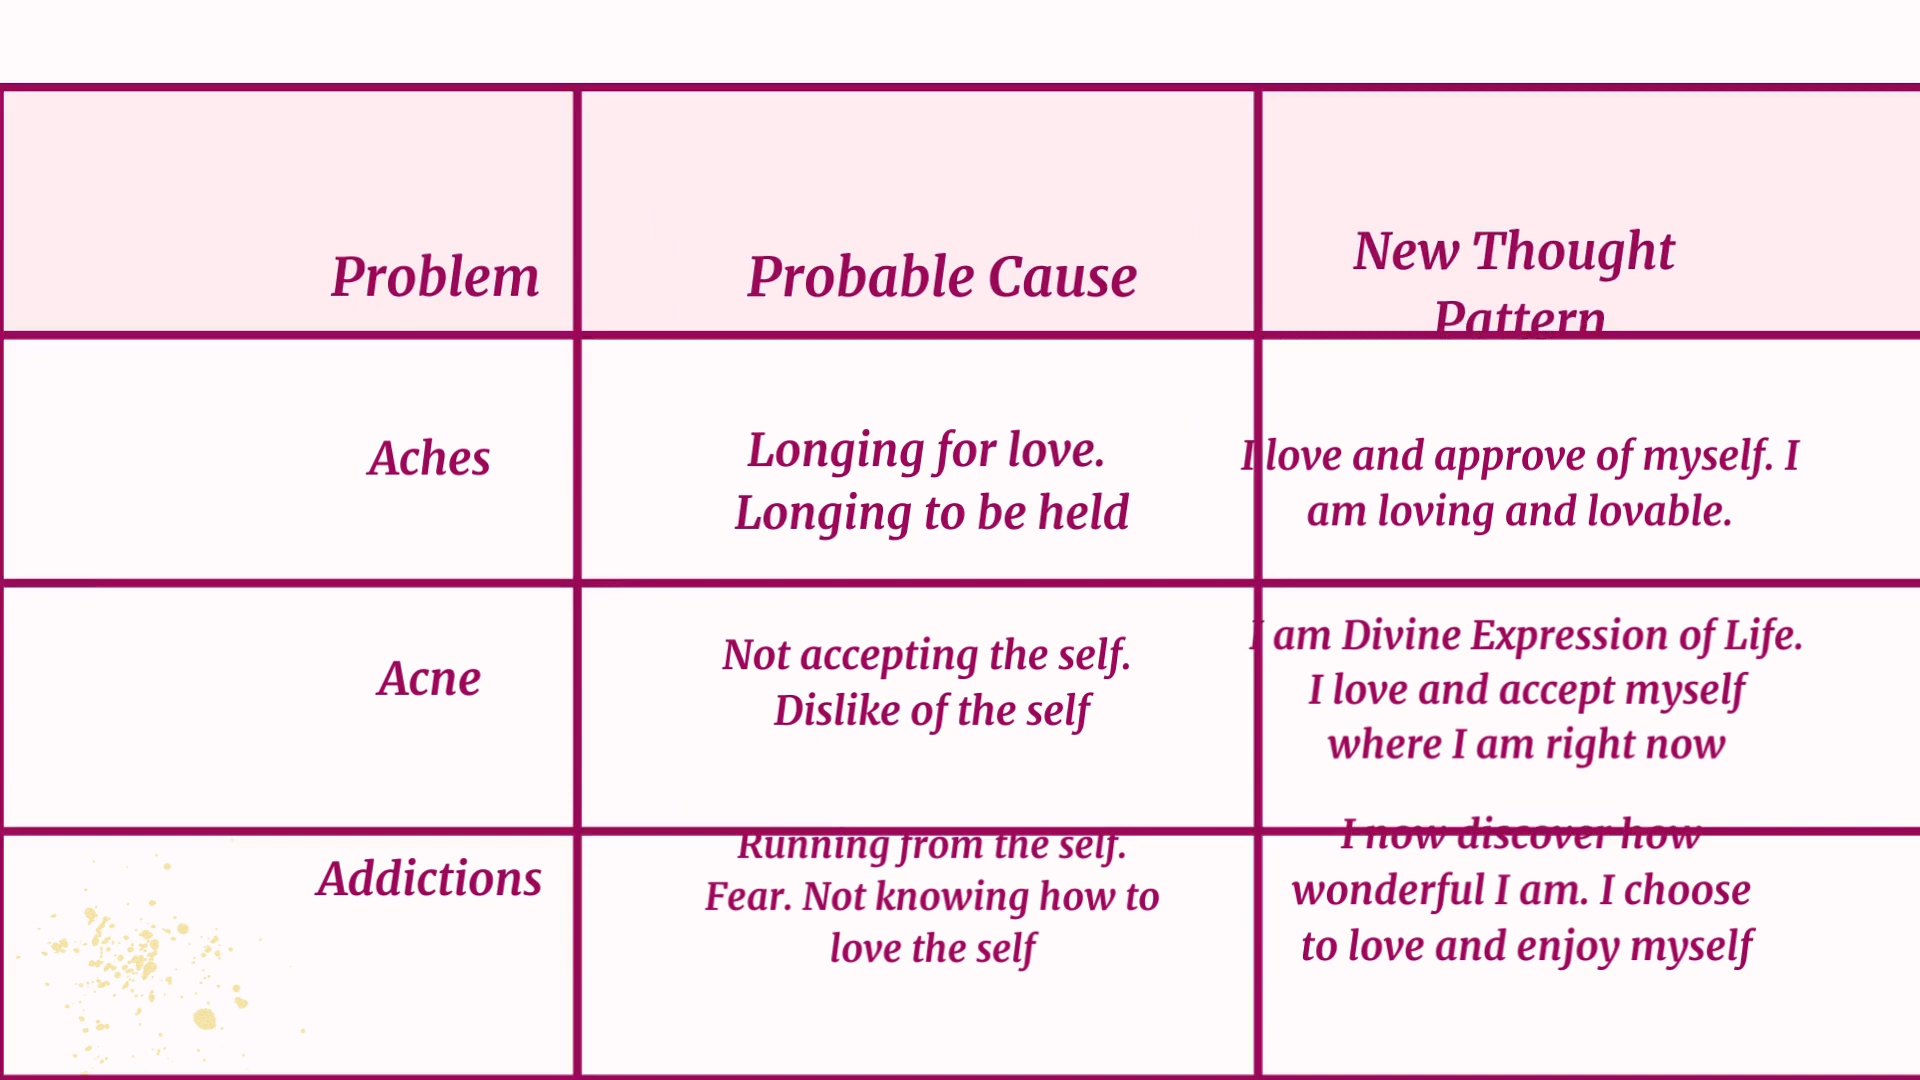 Problem
Probable Cause
New Thought
Pattern
Aches
Longing for love.
Longing to be held
I love and approve of myself. I
am loving and lovable.
Acne
Not accepting the self.
Dislike of the self
I am Divine Expression of Life.
I love and accept myself
where I am right now
Addictions
Running from the self.
Fear. Not knowing how to
love the self
I now discover how
wonderful I am. I choose
to love and enjoy myself